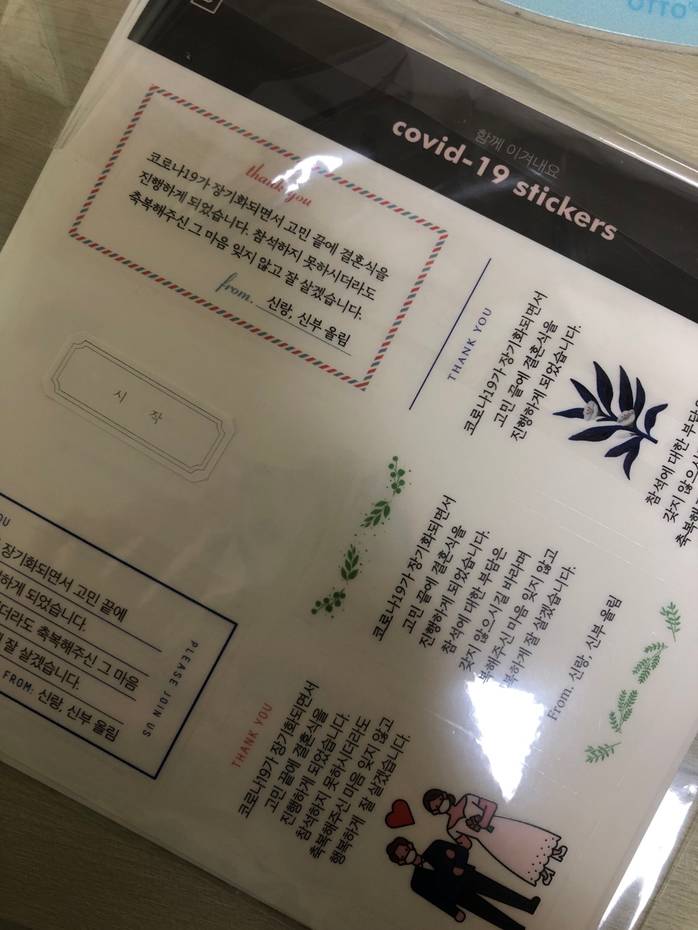 함께 이겨내요
covid-19 stickers
thank you
코로나19가 장기화되면서 고민 끝에 결혼식을
진행하게 되었습니다. 참석하지 못하시더라도
축복해주신 그 마음 잊지 않고 잘 살겠습니다.
from. 신랑, 신부 올림
시 작
THANK YOU
코로나19가 장기화되면서
고민 끝에 결혼식을
진행하게 되었습니다.
참석에 대한 부담은
갖지 않으시
축복해
코로나19가 장기화되면서
고민 끝에 결혼식을
진행하게 되었습니다.
참석에 대한 부담은
갖지 않으시길 바라며
복해주신 마음 잊지 않고
복하게 잘 살겠습니다.
From. 신랑, 신부 올림
OU
장기화되면서 고민 끝에
하게 되었습니다.
더라도 축복해주신 그 마음
잘 살겠습니다.
FROM: 신랑, 신부 올림
PLEASE JOIN US
THANK YOU
코로나19가 장기화되면서
고민 끝에 결혼식을
진행하게 되었습니다.
참석하지 못하시더라도
축복해주신 마음 잊지 않고
행복하게 잘 살겠습니다.